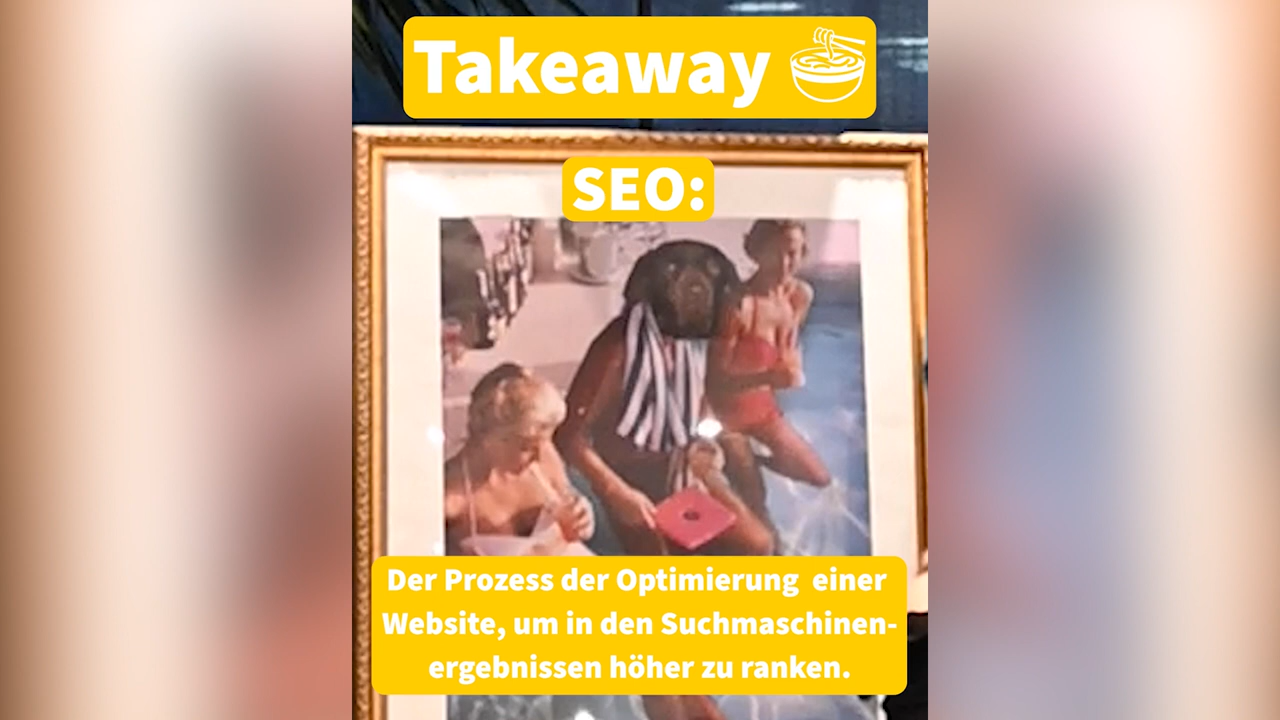 Takeaway
SEO:
Der Prozess der Optimierung einer
Website, um in den Suchmaschinen-
ergebnissen höher zu ranken.